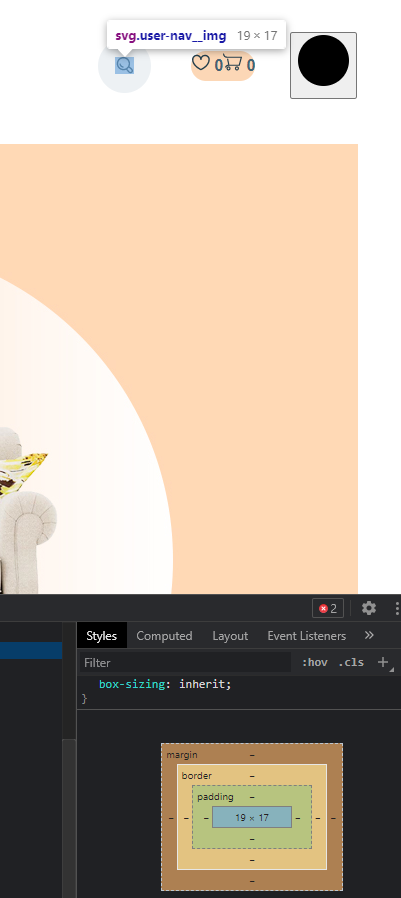 svg.user-nav__img 19 × 17
0 0
2
Styles Computed Layout Event Listeners »
Filter :hov .cls +
box-sizing: inherit;
}
margin –
border –
padding –
– – – 19 × 17 – – –
–
–
–